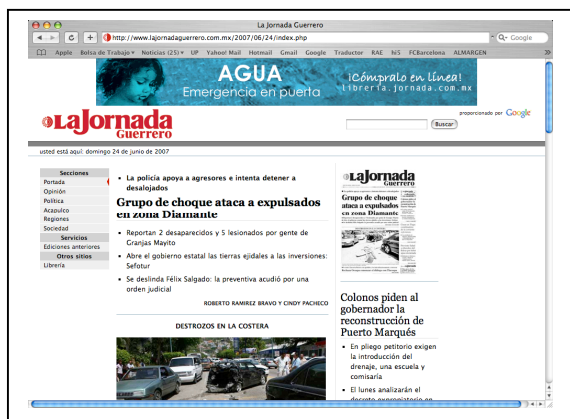 La Jornada Guerrero
http://www.lajornadaguerrero.com.mx/2007/06/24/index.php
Google
Apple Bolsa de Trabajo Noticias (25) UP Yahoo! Mail Hotmail Gmail Google Traductor RAE hi5 FCBarcelona ALMARGEN
AGUA
Emergencia en puerta
¡Cómpralo en línea!
librería.jornada.com.mx
La Jornada
Guerrero
proporcionado por Google
Buscar
usted está aquí: domingo 24 de junio de 2007
Secciones
Portada
Opinión
Política
Acapulco
Regiones
Sociedad
Servicios
Ediciones anteriores
Otros sitios
Librería
La policía apoya a agresores e intenta detener a
desalojados
Grupo de choque ataca a expulsados
en zona Diamante
Reportan 2 desaparecidos y 5 lesionados por gente de
Granjas Mayito
Abre el gobierno estatal las tierras ejidales a las inversiones:
Sefotur
Se deslinda Félix Salgado: la preventiva acudió por una
orden judicial
ROBERTO RAMIREZ BRAVO Y CINDY PACHECO
DESTROZOS EN LA COSTERA
La Jornada
Guerrero
Grupo de choque
ataca a expulsados
en zona Diamante
Colonos piden al
gobernador la
reconstrucción de
Puerto Marqués
En pliego petitorio exigen
la introducción del
drenaje, una escuela y
comisaría
El lunes analizarán el
decreto expropiatorio en